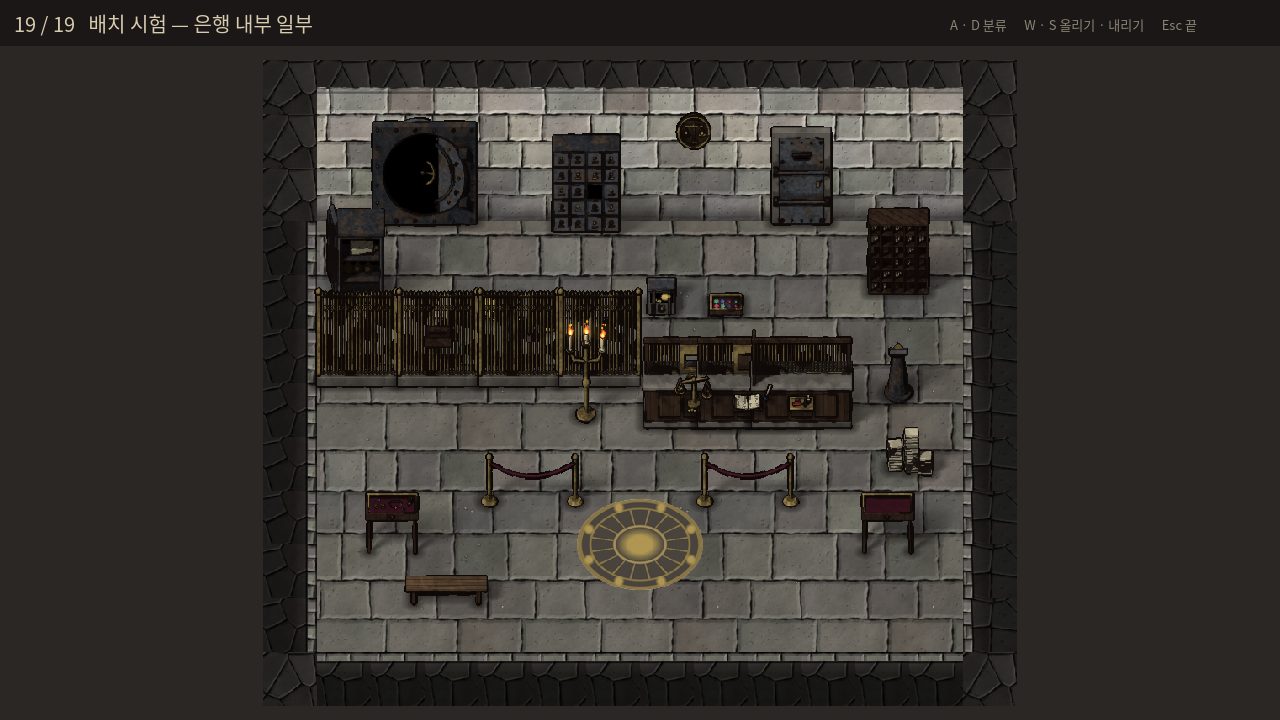 19 / 19 배치 시험 — 은행 내부 일부
A · D 분류 W · S 올리기 · 내리기 Esc 끝